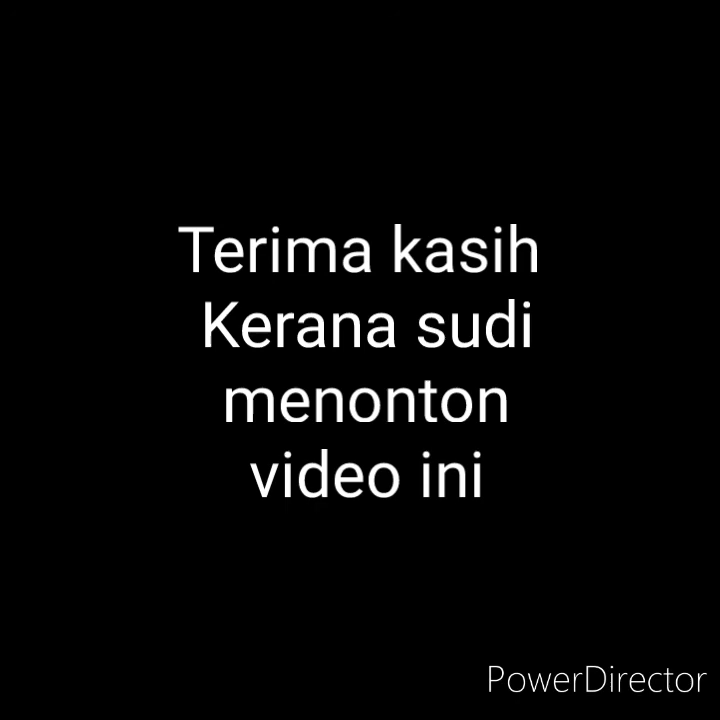 Terima kasih
Kerana sudi
menonton
video ini
PowerDirector